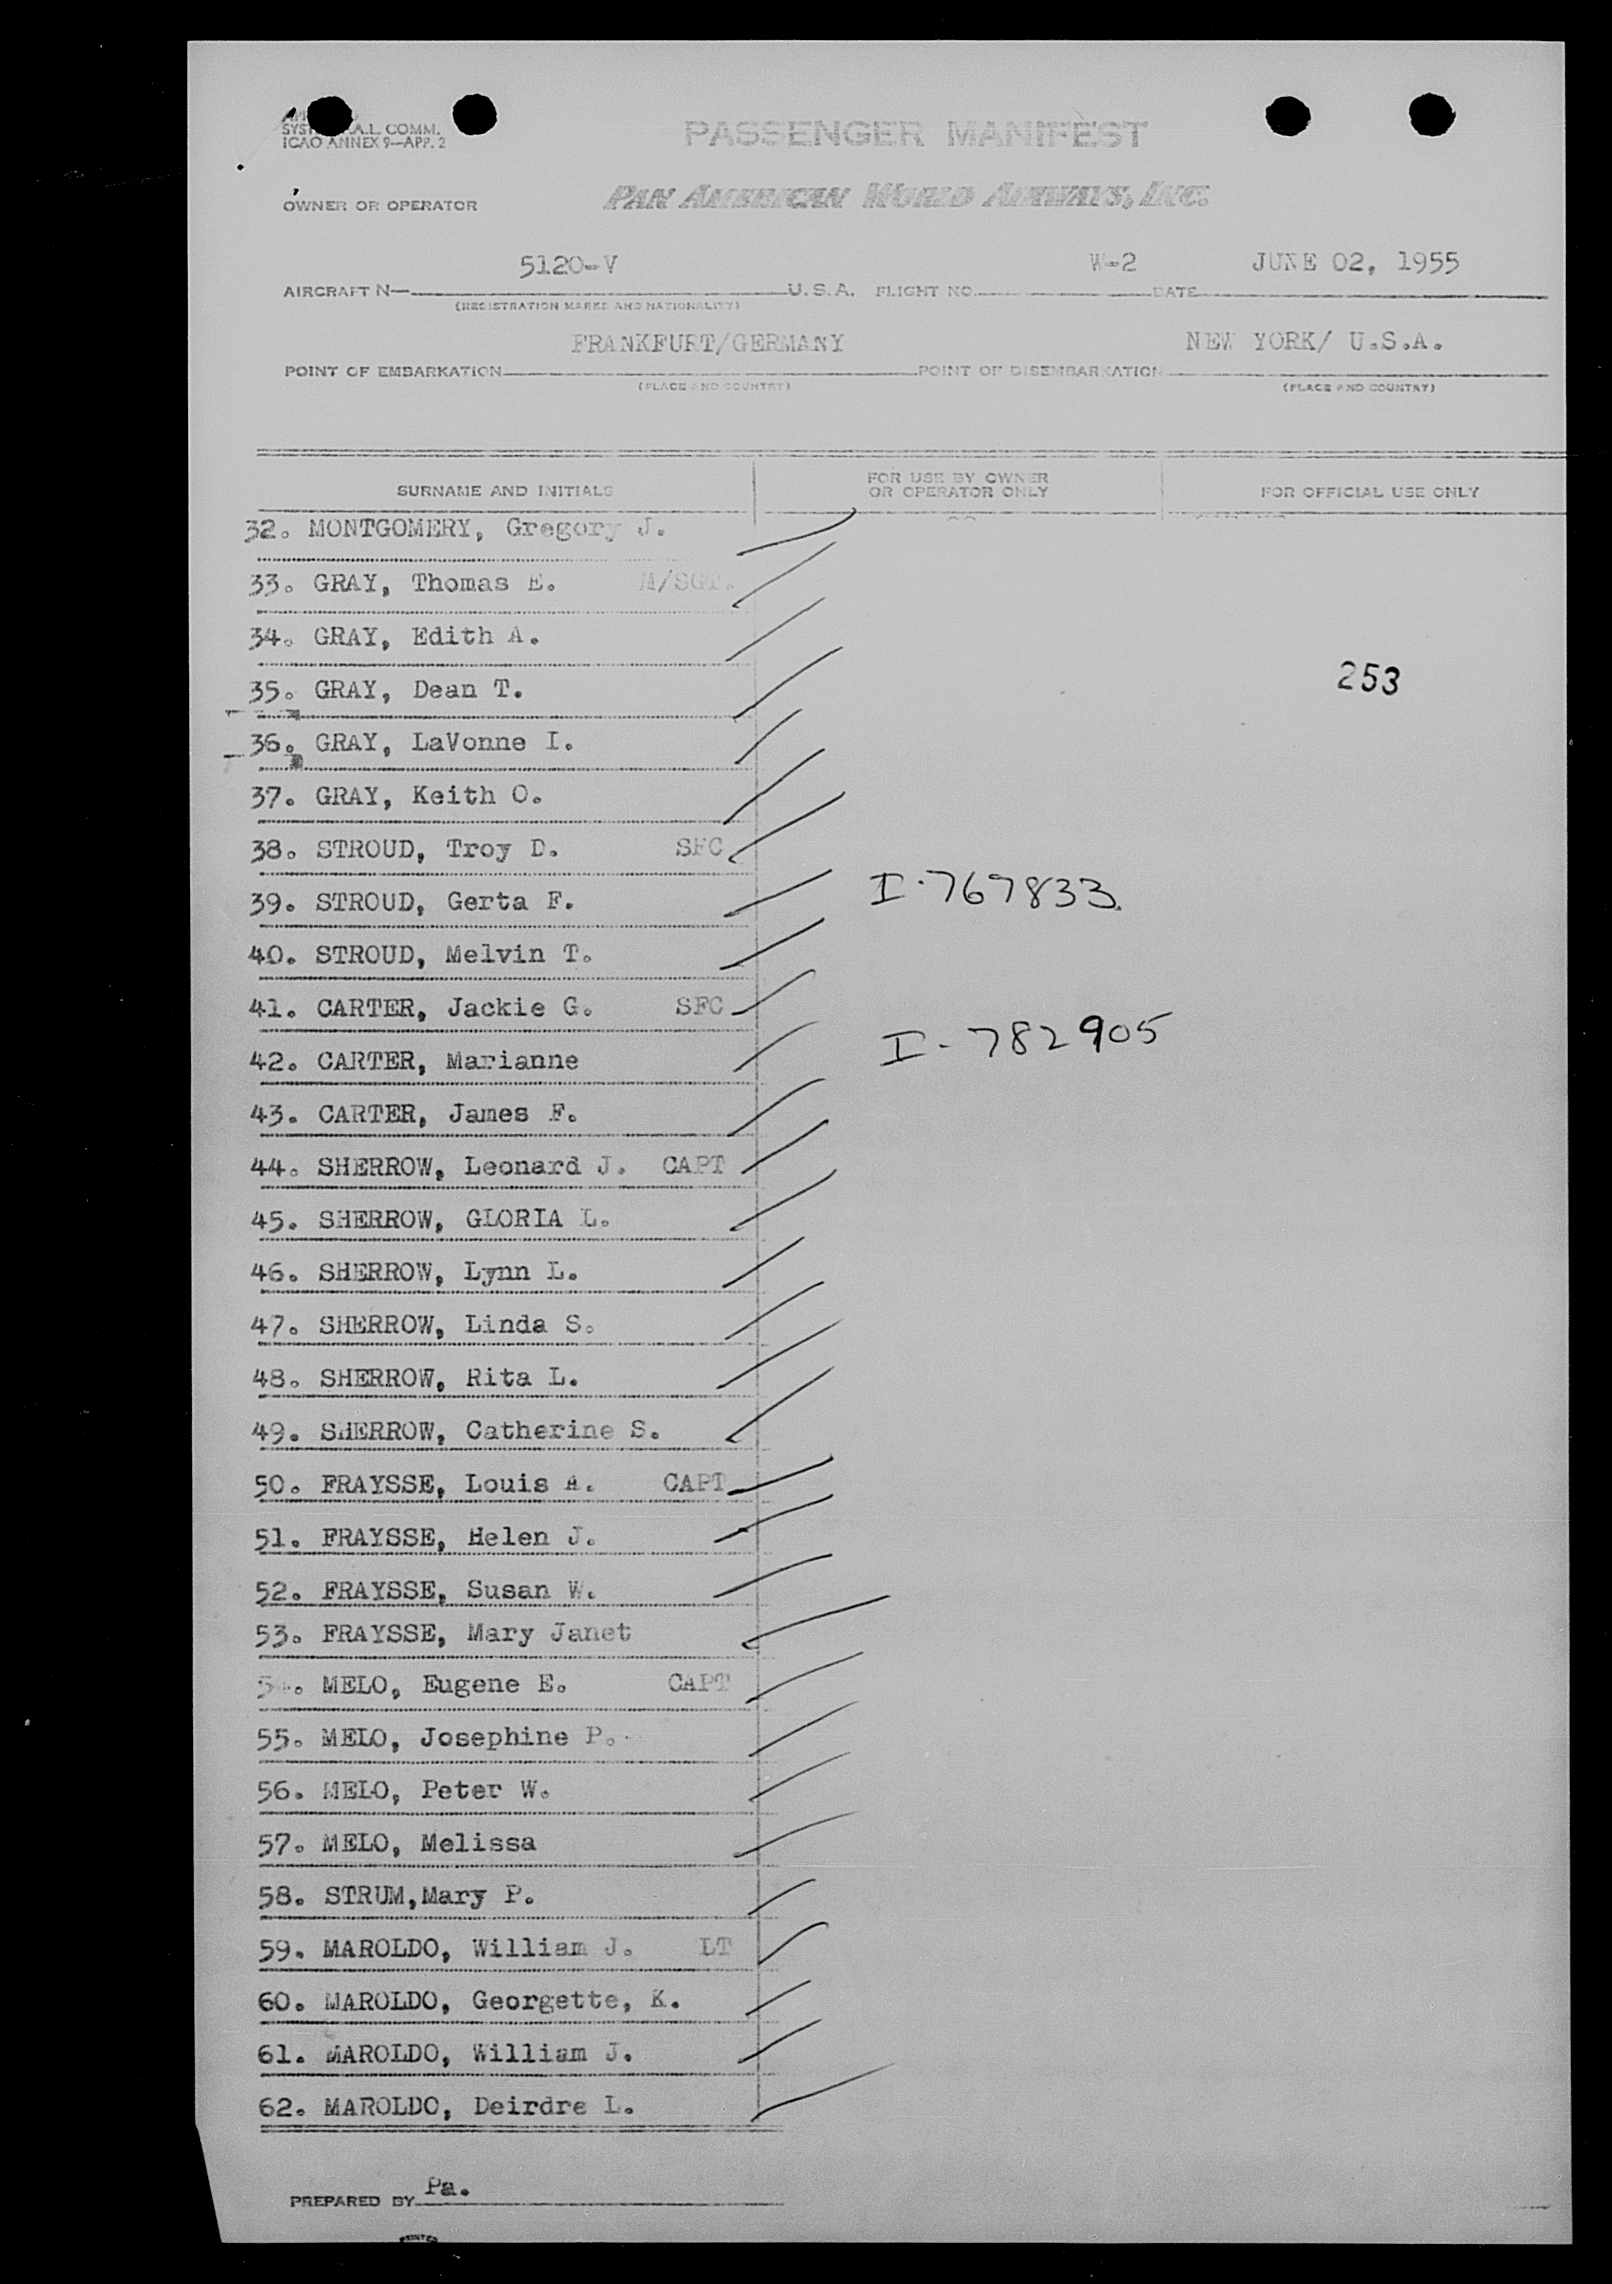 SYST A.L. COMM.
ICAO ANNEX 9—APP. 2
PASSENGER MANIFEST
OWNER OR OPERATOR
PAN AMERICAN WORLD AIRWAYS, INC.
5120-V W-2 JUNE 02, 1955
AIRCRAFT N— U.S.A. FLIGHT NO. DATE
(REGISTRATION MARKS AND NATIONALITY)
FRANKFURT/GERMANY NEW YORK/ U.S.A.
POINT OF EMBARKATION POINT OF DISEMBARKATION
(PLACE AND COUNTRY) (PLACE AND COUNTRY)
SURNAME AND INITIALS FOR USE BY OWNER OR OPERATOR ONLY FOR OFFICIAL USE ONLY
32. MONTGOMERY, Gregory J.
33. GRAY, Thomas E. M/SGT.
34. GRAY, Edith A.
35. GRAY, Dean T. 253
36. GRAY, LaVonne I.
37. GRAY, Keith O.
38. STROUD, Troy D. SFC
39. STROUD, Gerta F. I-767833
40. STROUD, Melvin T.
41. CARTER, Jackie G. SFC
42. CARTER, Marianne I-782905
43. CARTER, James F.
44. SHERROW, Leonard J. CAPT
45. SHERROW, GLORIA L.
46. SHERROW, Lynn L.
47. SHERROW, Linda S.
48. SHERROW, Rita L.
49. SHERROW, Catherine S.
50. FRAYSSE, Louis A. CAPT
51. FRAYSSE, Helen J.
52. FRAYSSE, Susan W.
53. FRAYSSE, Mary Janet
54. MELO, Eugene E. CAPT
55. MELO, Josephine P.
56. MELO, Peter W.
57. MELO, Melissa
58. STRUM,Mary P.
59. MAROLDO, William J. LT
60. MAROLDO, Georgette, K.
61. MAROLDO, William J.
62. MAROLDO, Deirdre L.
PREPARED BY Pa.